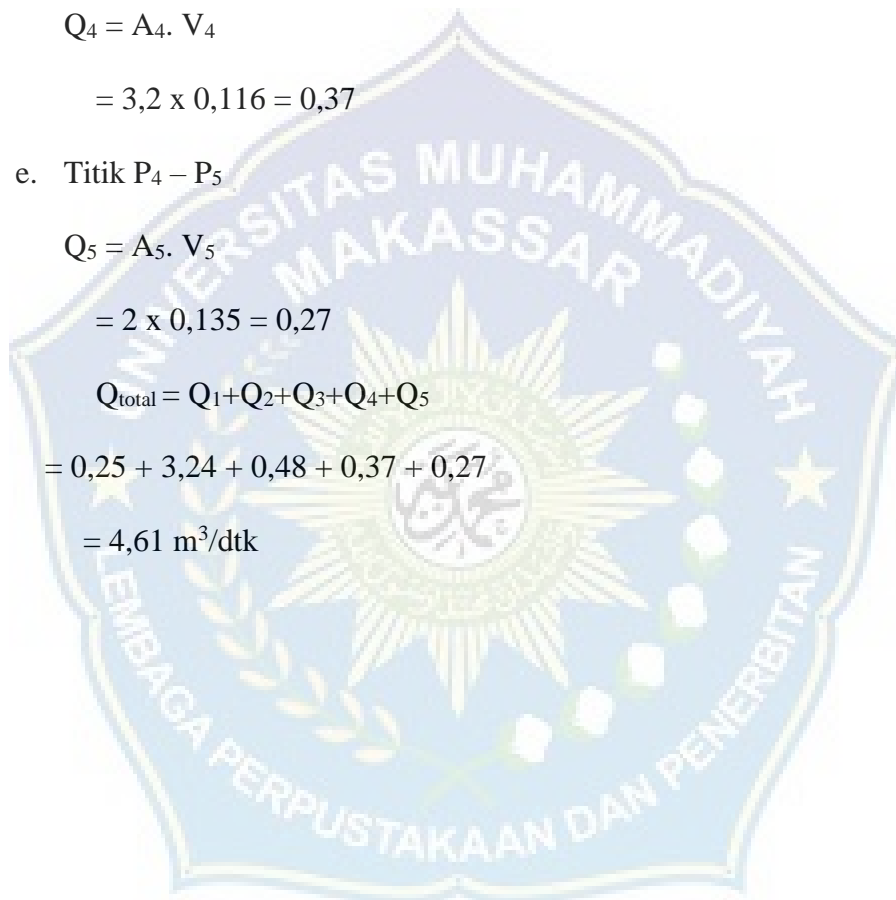 Q₄ = A₄. V₄
= 3,2 x 0,116 = 0,37
e. Titik P₄ – P₅
Q₅ = A₅. V₅
= 2 x 0,135 = 0,27
Qtotal = Q₁+Q₂+Q₃+Q₄+Q₅
= 0,25 + 3,24 + 0,48 + 0,37 + 0,27
= 4,61 m³/dtk
UNIVERSITAS MUHAMMADIYAH
MAKASSAR
LEMBAGA PERPUSTAKAAN DAN PENERBITAN